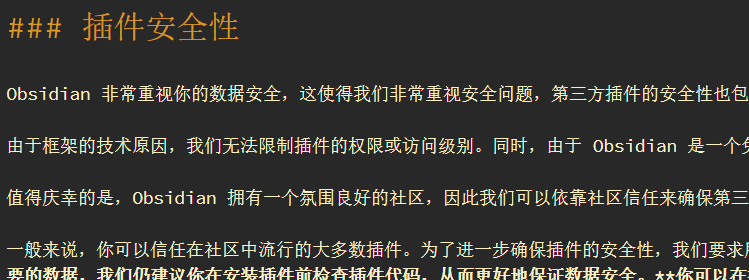 ### 插件安全性
Obsidian 非常重视你的数据安全，这使得我们非常重视安全问题，第三方插件的安全性也包
由于框架的技术原因，我们无法限制插件的权限或访问级别。同时，由于 Obsidian 是一个
值得庆幸的是，Obsidian 拥有一个氛围良好的社区，因此我们可以依靠社区信任来确保第三
一般来说，你可以信任在社区中流行的大多数插件。为了进一步确保插件的安全性，我们要求
要的数据，我们仍建议你在安装插件前检查插件代码，从而更好地保证数据安全。**你可以在